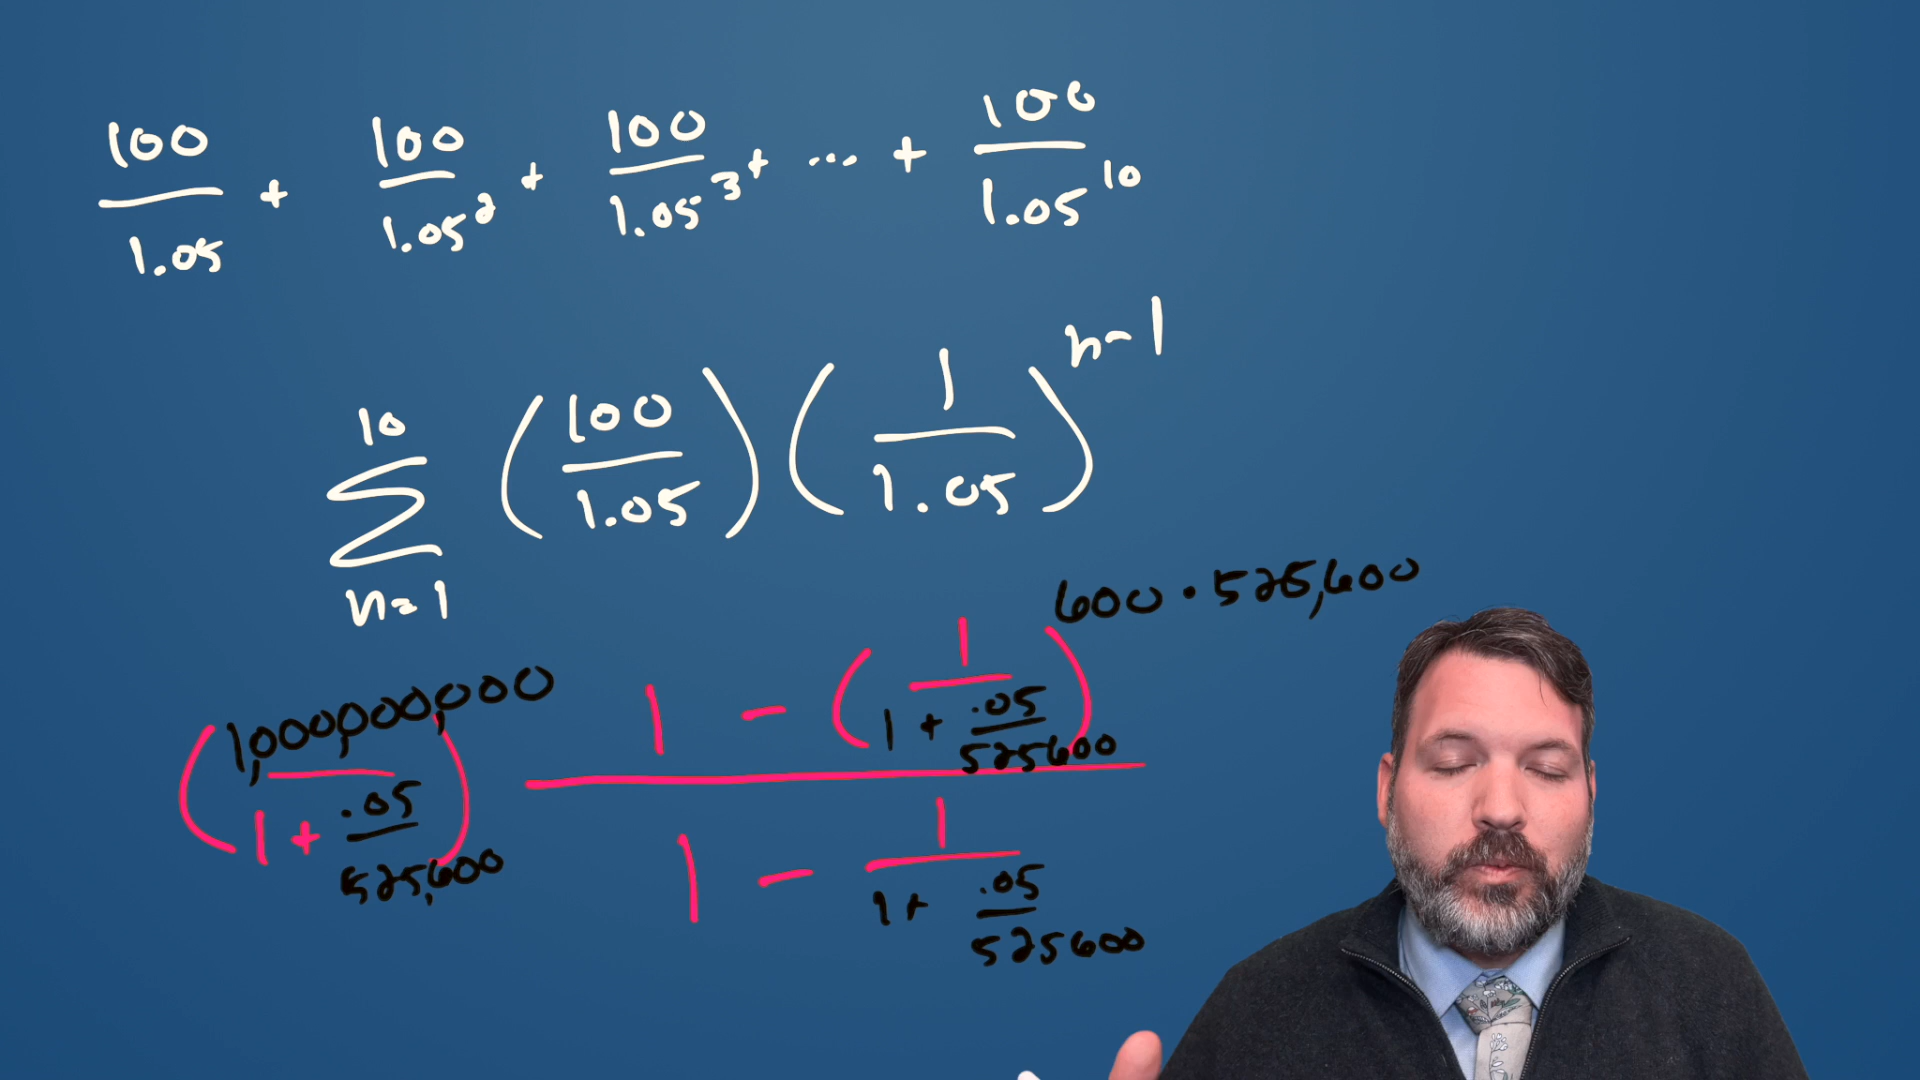 100/1.05 + 100/1.05² + 100/1.05³ + ... + 100/1.05¹⁰
10 ∑ n=1 (100/1.05)(1/1.05)ⁿ⁻¹
(1,000,000,000/(1 + .05/525,600)) (1 - (1/(1 + .05/525600))^(600 · 525,600))/(1 - 1/(1 + .05/525600))